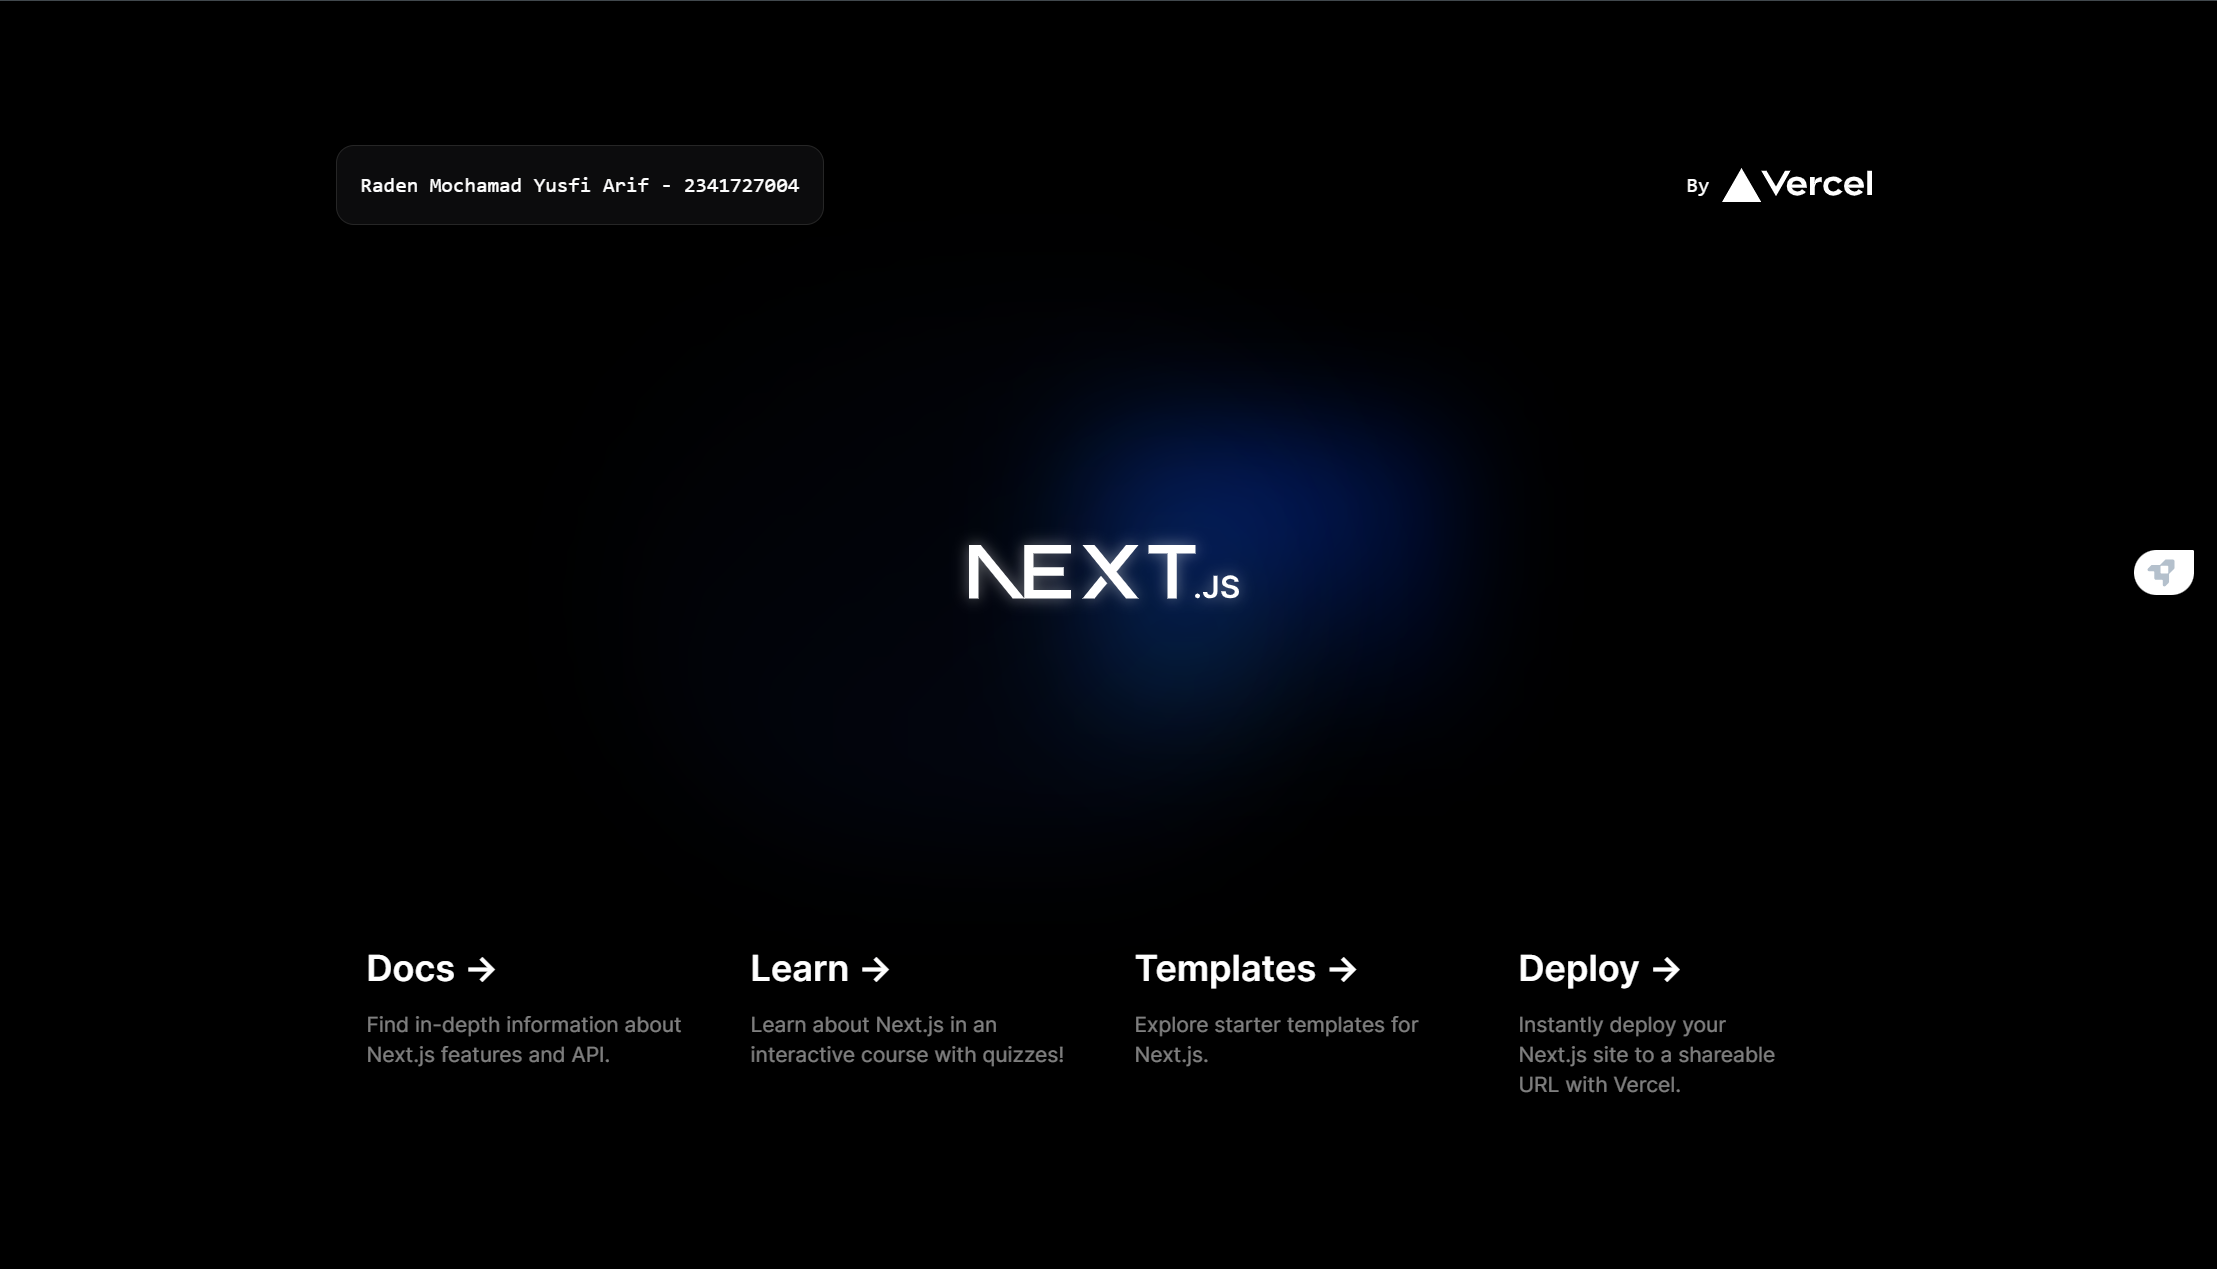 Raden Mochamad Yusfi Arif - 2341727004
By Vercel
NEXT.JS
Docs →
Find in-depth information about
Next.js features and API.
Learn →
Learn about Next.js in an
interactive course with quizzes!
Templates →
Explore starter templates for
Next.js.
Deploy →
Instantly deploy your
Next.js site to a shareable
URL with Vercel.